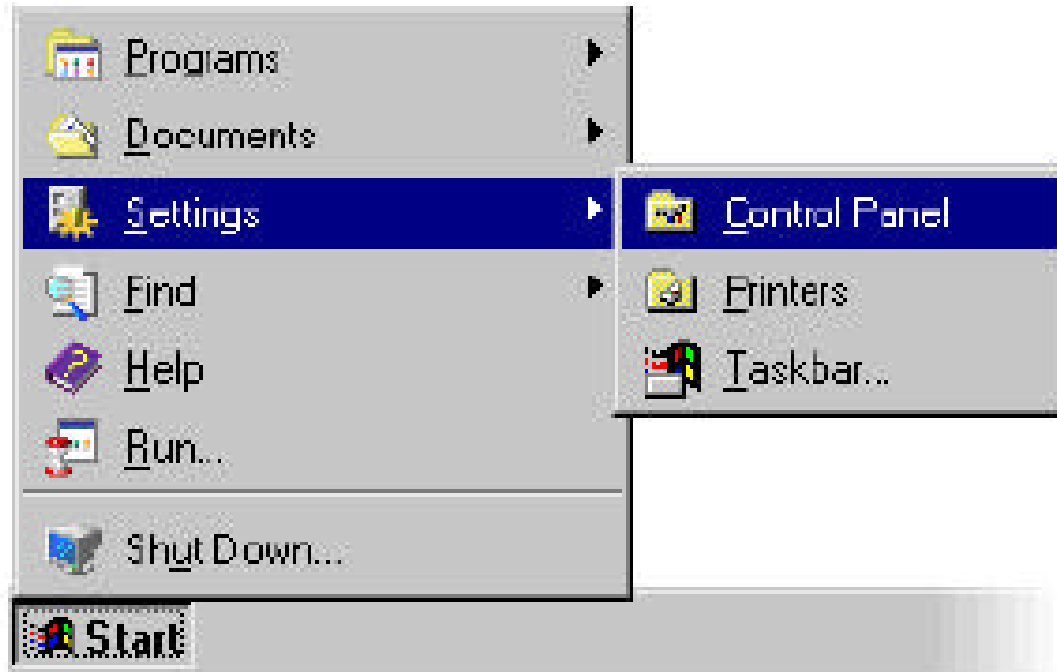 Programs
Documents
Settings
Control Panel
Find
Printers
Help
Taskbar...
Run...
Shut Down...
Start